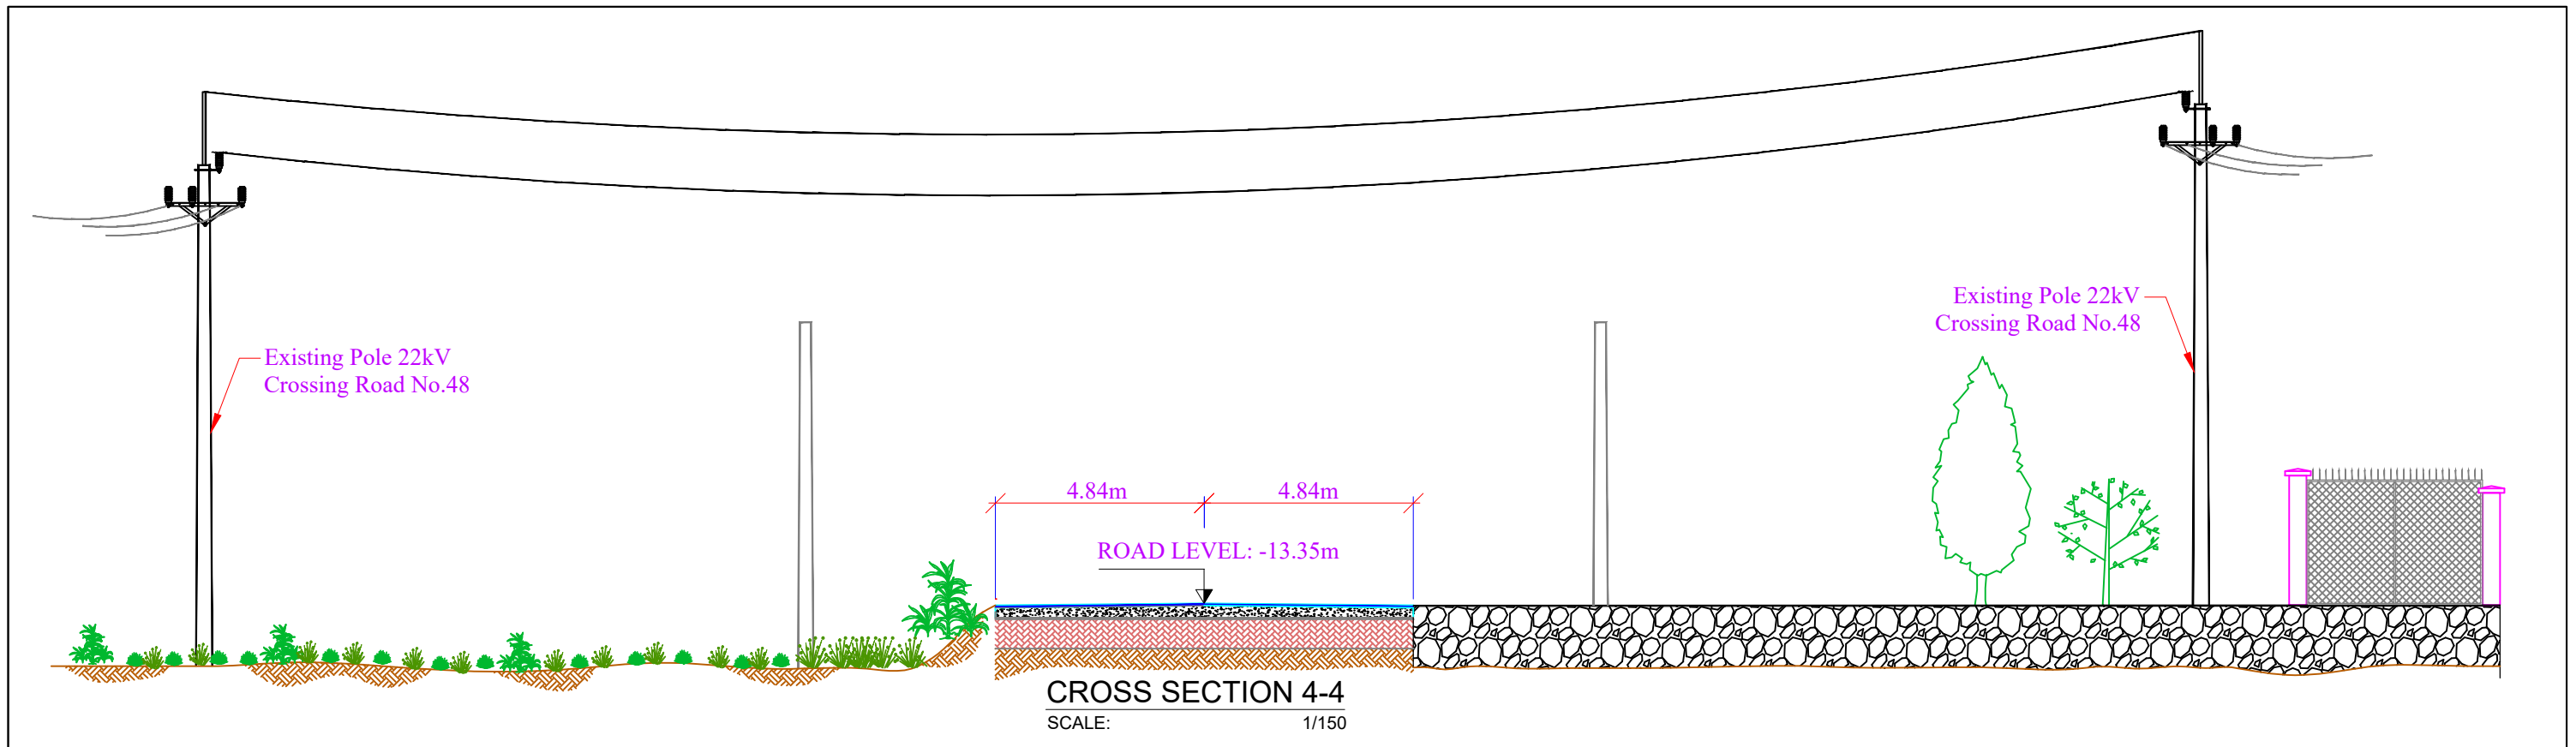 Existing Pole 22kV
Crossing Road No.48
Existing Pole 22kV
Crossing Road No.48
4.84m
4.84m
ROAD LEVEL: -13.35m
CROSS SECTION 4-4
SCALE: 1/150